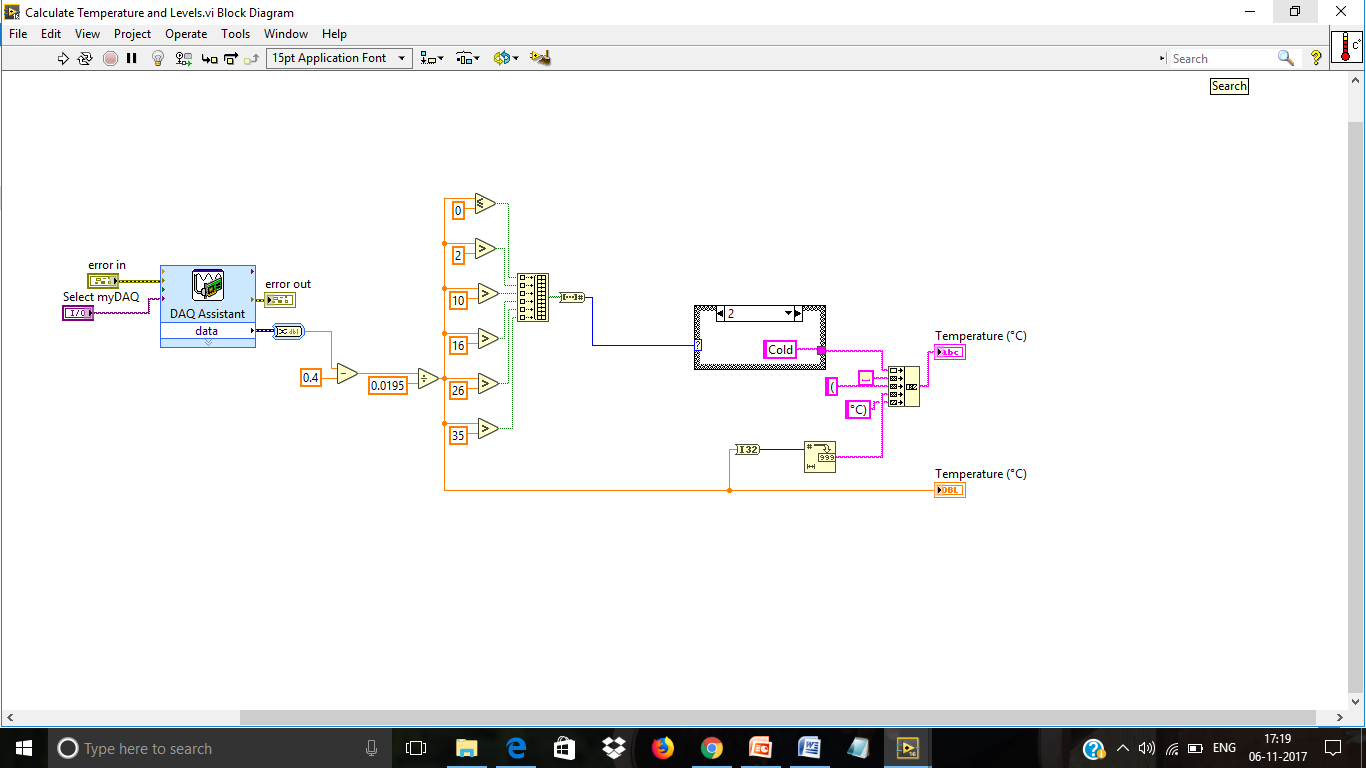 Calculate Temperature and Levels.vi Block Diagram
File Edit View Project Operate Tools Window Help
15pt Application Font
Search
?
C°
Search
0
2
10
16
26
35
error in
Select myDAQ
I/O
DAQ Assistant
data
error out
dbl
0.4
-
0.0195
÷
≤
>
>
>
>
>
#
2
?
Cold
(
°C)
Temperature (°C)
abc
I32
#
999
Temperature (°C)
DBL
Type here to search
ENG
17:19
06-11-2017